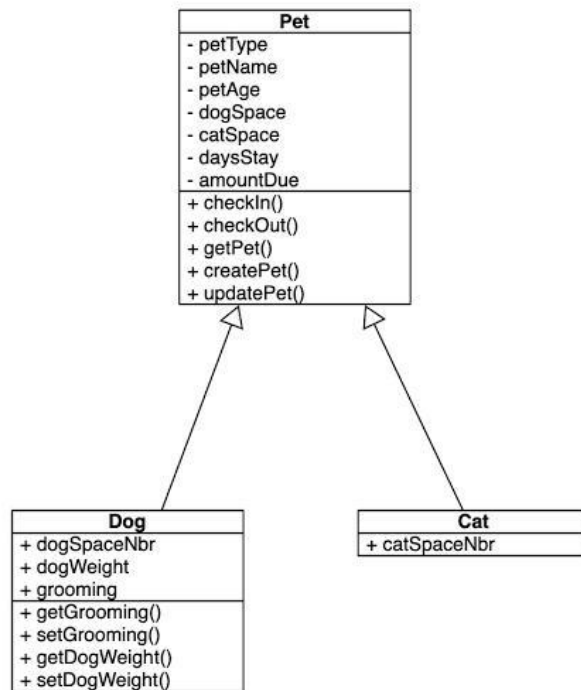 Pet
- petType
- petName
- petAge
- dogSpace
- catSpace
- daysStay
- amountDue
+ checkIn()
+ checkOut()
+ getPet()
+ createPet()
+ updatePet()
Dog
+ dogSpaceNbr
+ dogWeight
+ grooming
+ getGrooming()
+ setGrooming()
+ getDogWeight()
+ setDogWeight()
Cat
+ catSpaceNbr